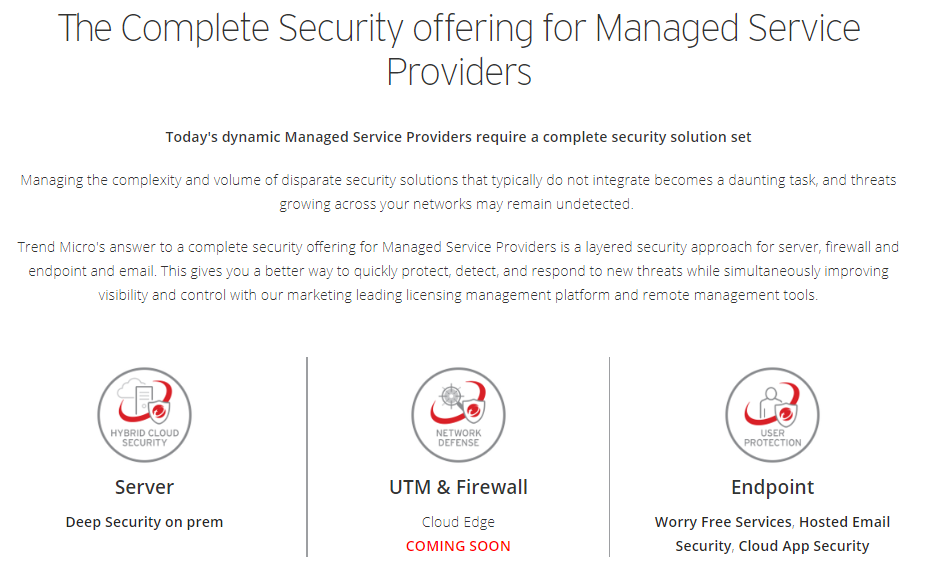 The Complete Security offering for Managed Service
Providers
Today's dynamic Managed Service Providers require a complete security solution set
Managing the complexity and volume of disparate security solutions that typically do not integrate becomes a daunting task, and threats
growing across your networks may remain undetected.
Trend Micro's answer to a complete security offering for Managed Service Providers is a layered security approach for server, firewall and
endpoint and email. This gives you a better way to quickly protect, detect, and respond to new threats while simultaneously improving
visibility and control with our marketing leading licensing management platform and remote management tools.
HYBRID CLOUD
SECURITY
Server
Deep Security on prem
NETWORK
DEFENSE
UTM & Firewall
Cloud Edge
COMING SOON
USER
PROTECTION
Endpoint
Worry Free Services, Hosted Email
Security, Cloud App Security